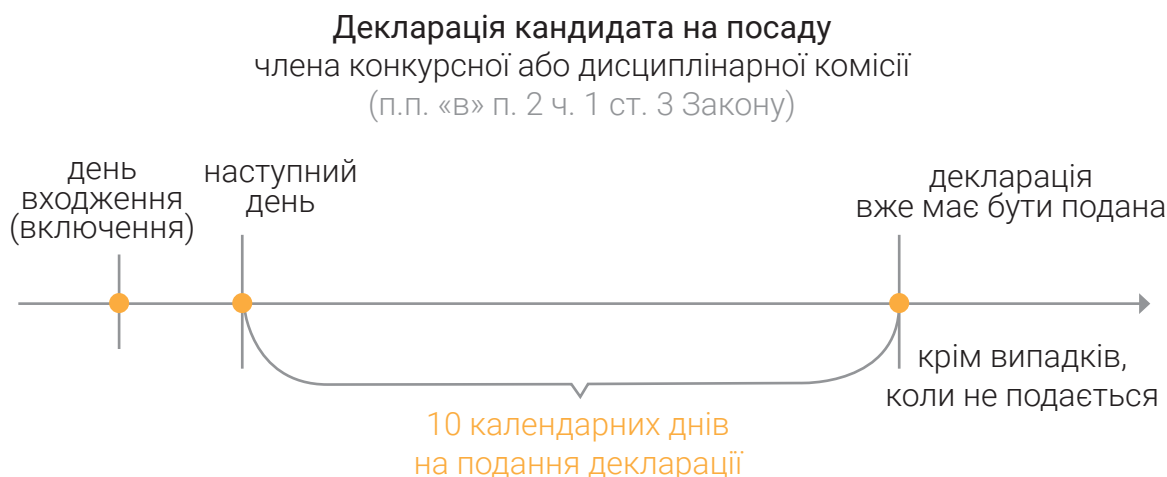 Декларація кандидата на посаду
члена конкурсної або дисциплінарної комісії
(п.п. «в» п. 2 ч. 1 ст. 3 Закону)
день
входження
(включення)
наступний
день
декларація
вже має бути подана
крім випадків,
коли не подається
10 календарних днів
на подання декларації